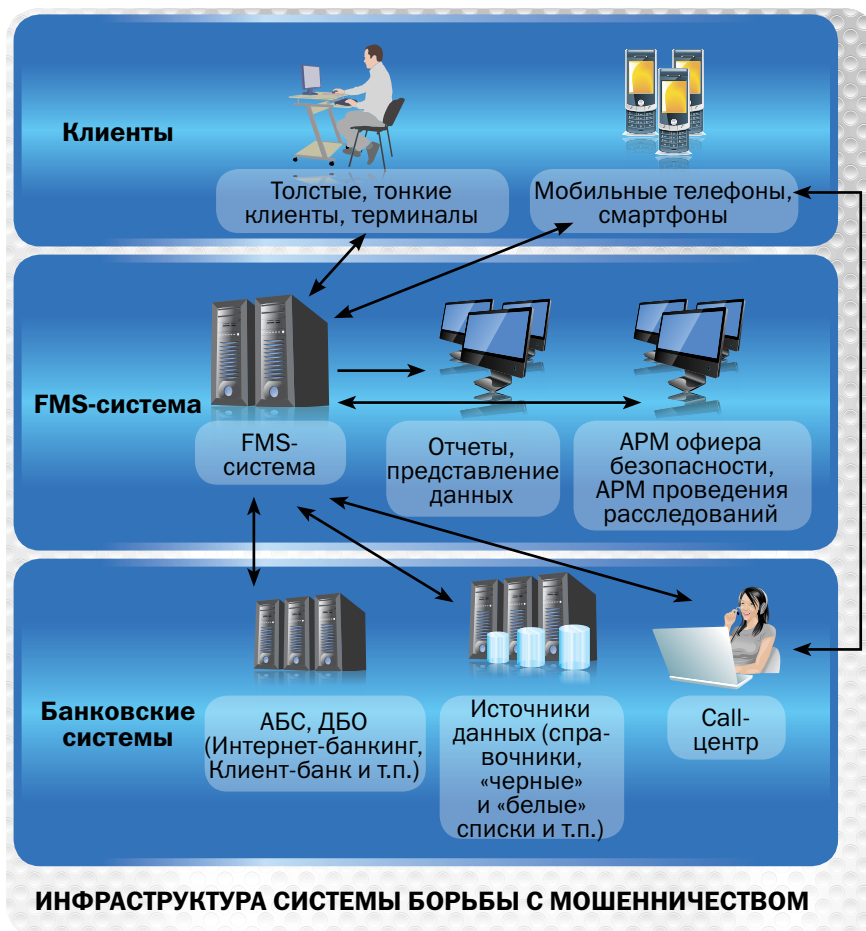 Клиенты
Толстые, тонкие
клиенты, терминалы
Мобильные телефоны,
смартфоны
FMS-система
FMS-
система
Отчеты,
представление
данных
АРМ офиера
безопасности,
АРМ проведения
расследований
Банковские
системы
АБС, ДБО
(Интернет-банкинг,
Клиент-банк и т.п.)
Источники
данных (спра-
вочники,
«черные»
и «белые»
списки и т.п.)
Call-
центр
ИНФРАСТРУКТУРА СИСТЕМЫ БОРЬБЫ С МОШЕННИЧЕСТВОМ